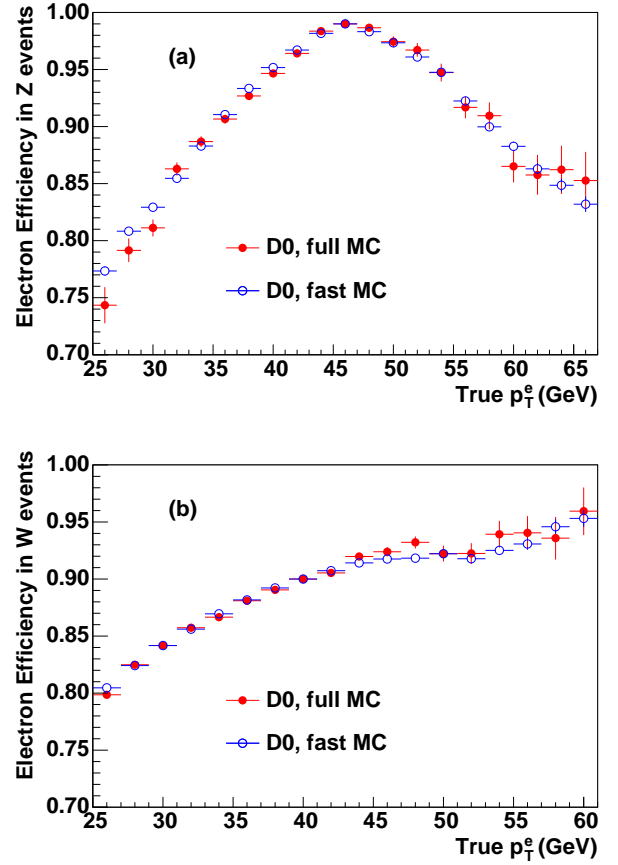 Electron Efficiency in Z events
1.00
0.95
0.90
0.85
0.80
0.75
0.70
(a)
D0, full MC
D0, fast MC
25 30 35 40 45 50 55 60 65
True p_T^e (GeV)
Electron Efficiency in W events
1.00
0.95
0.90
0.85
0.80
0.75
0.70
(b)
D0, full MC
D0, fast MC
25 30 35 40 45 50 55 60
True p_T^e (GeV)